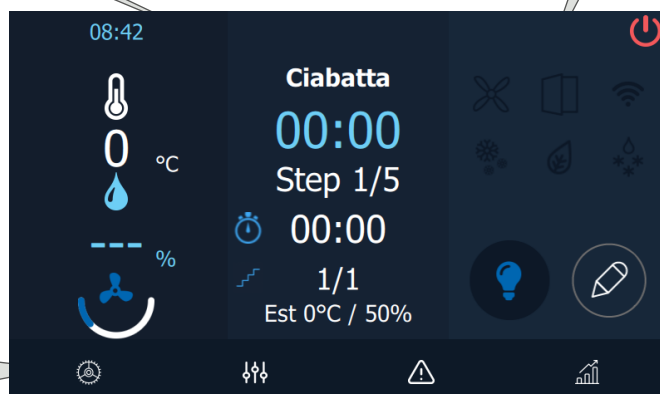 08:42
0 °C
--- %
Ciabatta
00:00
Step 1/5
00:00
1/1
Est 0°C / 50%